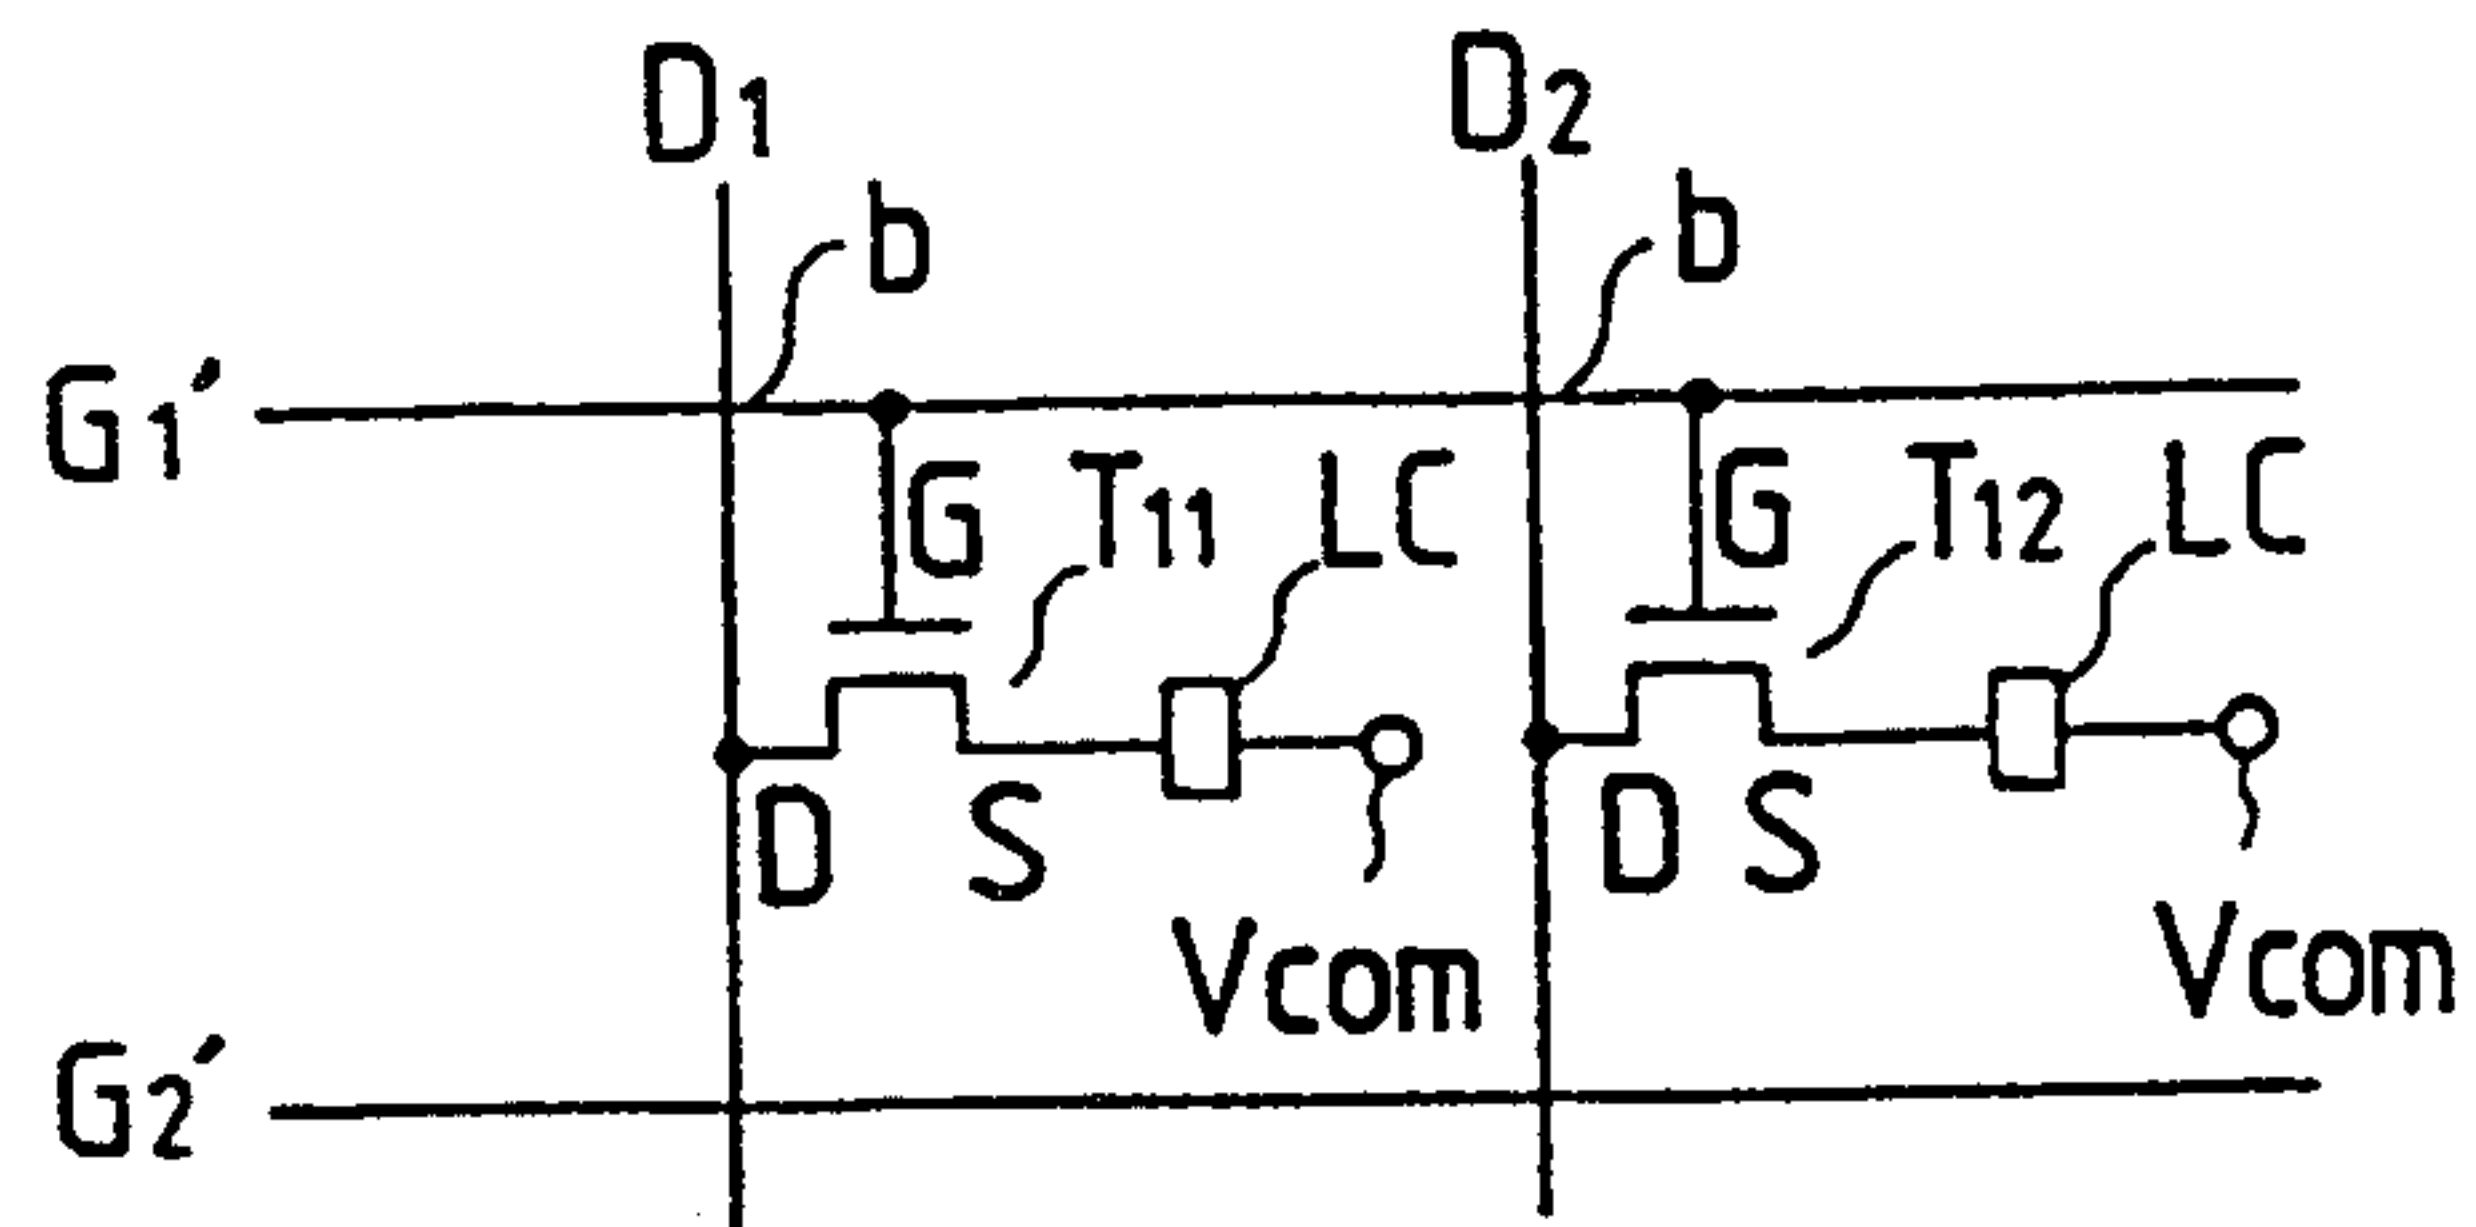 D1 D2
b b
G1′
G T11 LC G T12 LC
D S D S
Vcom Vcom
G2′